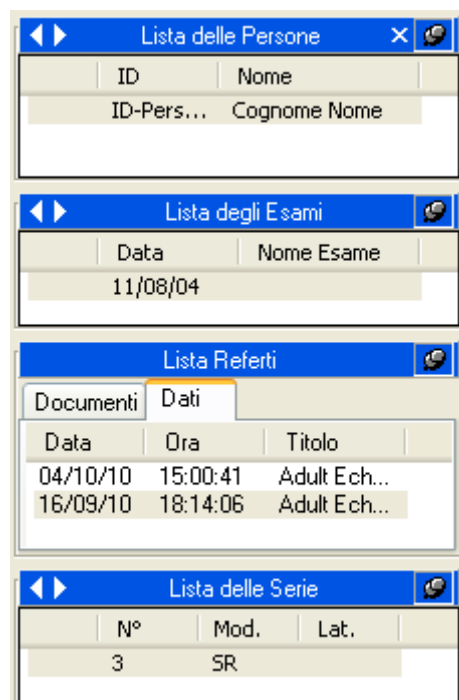 Lista delle Persone
ID Nome
ID-Pers... Cognome Nome
Lista degli Esami
Data Nome Esame
11/08/04
Lista Referti
Documenti Dati
Data Ora Titolo
04/10/10 15:00:41 Adult Ech...
16/09/10 18:14:06 Adult Ech...
Lista delle Serie
N° Mod. Lat.
3 SR